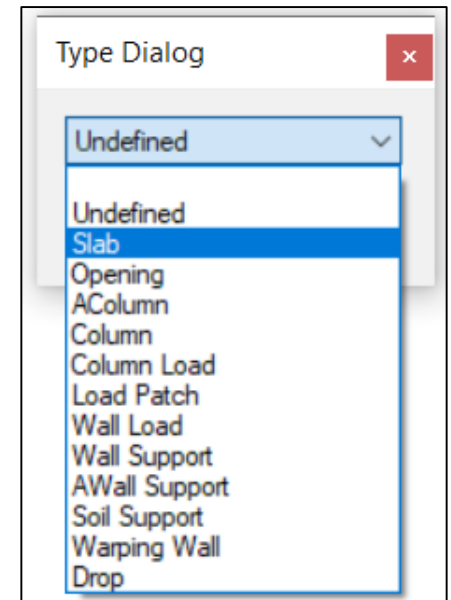 Type Dialog
Undefined
Undefined
Slab
Opening
AColumn
Column
Column Load
Load Patch
Wall Load
Wall Support
AWall Support
Soil Support
Warping Wall
Drop